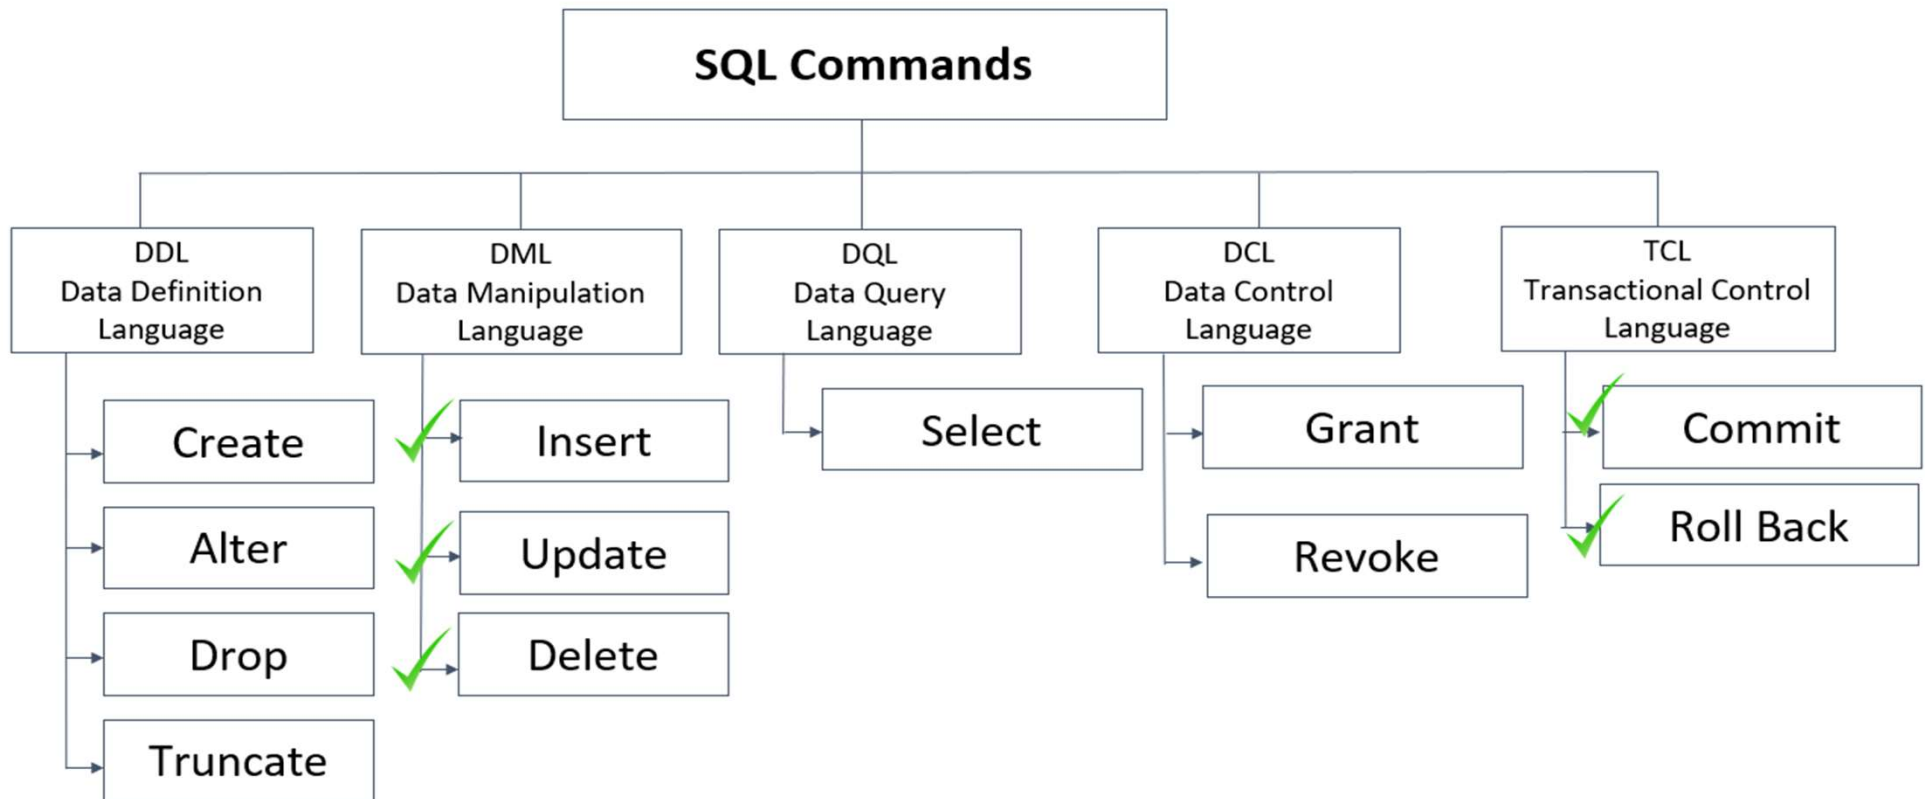 SQL Commands
DDL
Data Definition
Language
DML
Data Manipulation
Language
DQL
Data Query
Language
DCL
Data Control
Language
TCL
Transactional Control
Language
Create
Alter
Drop
Truncate
Insert
Update
Delete
Select
Grant
Revoke
Commit
Roll Back